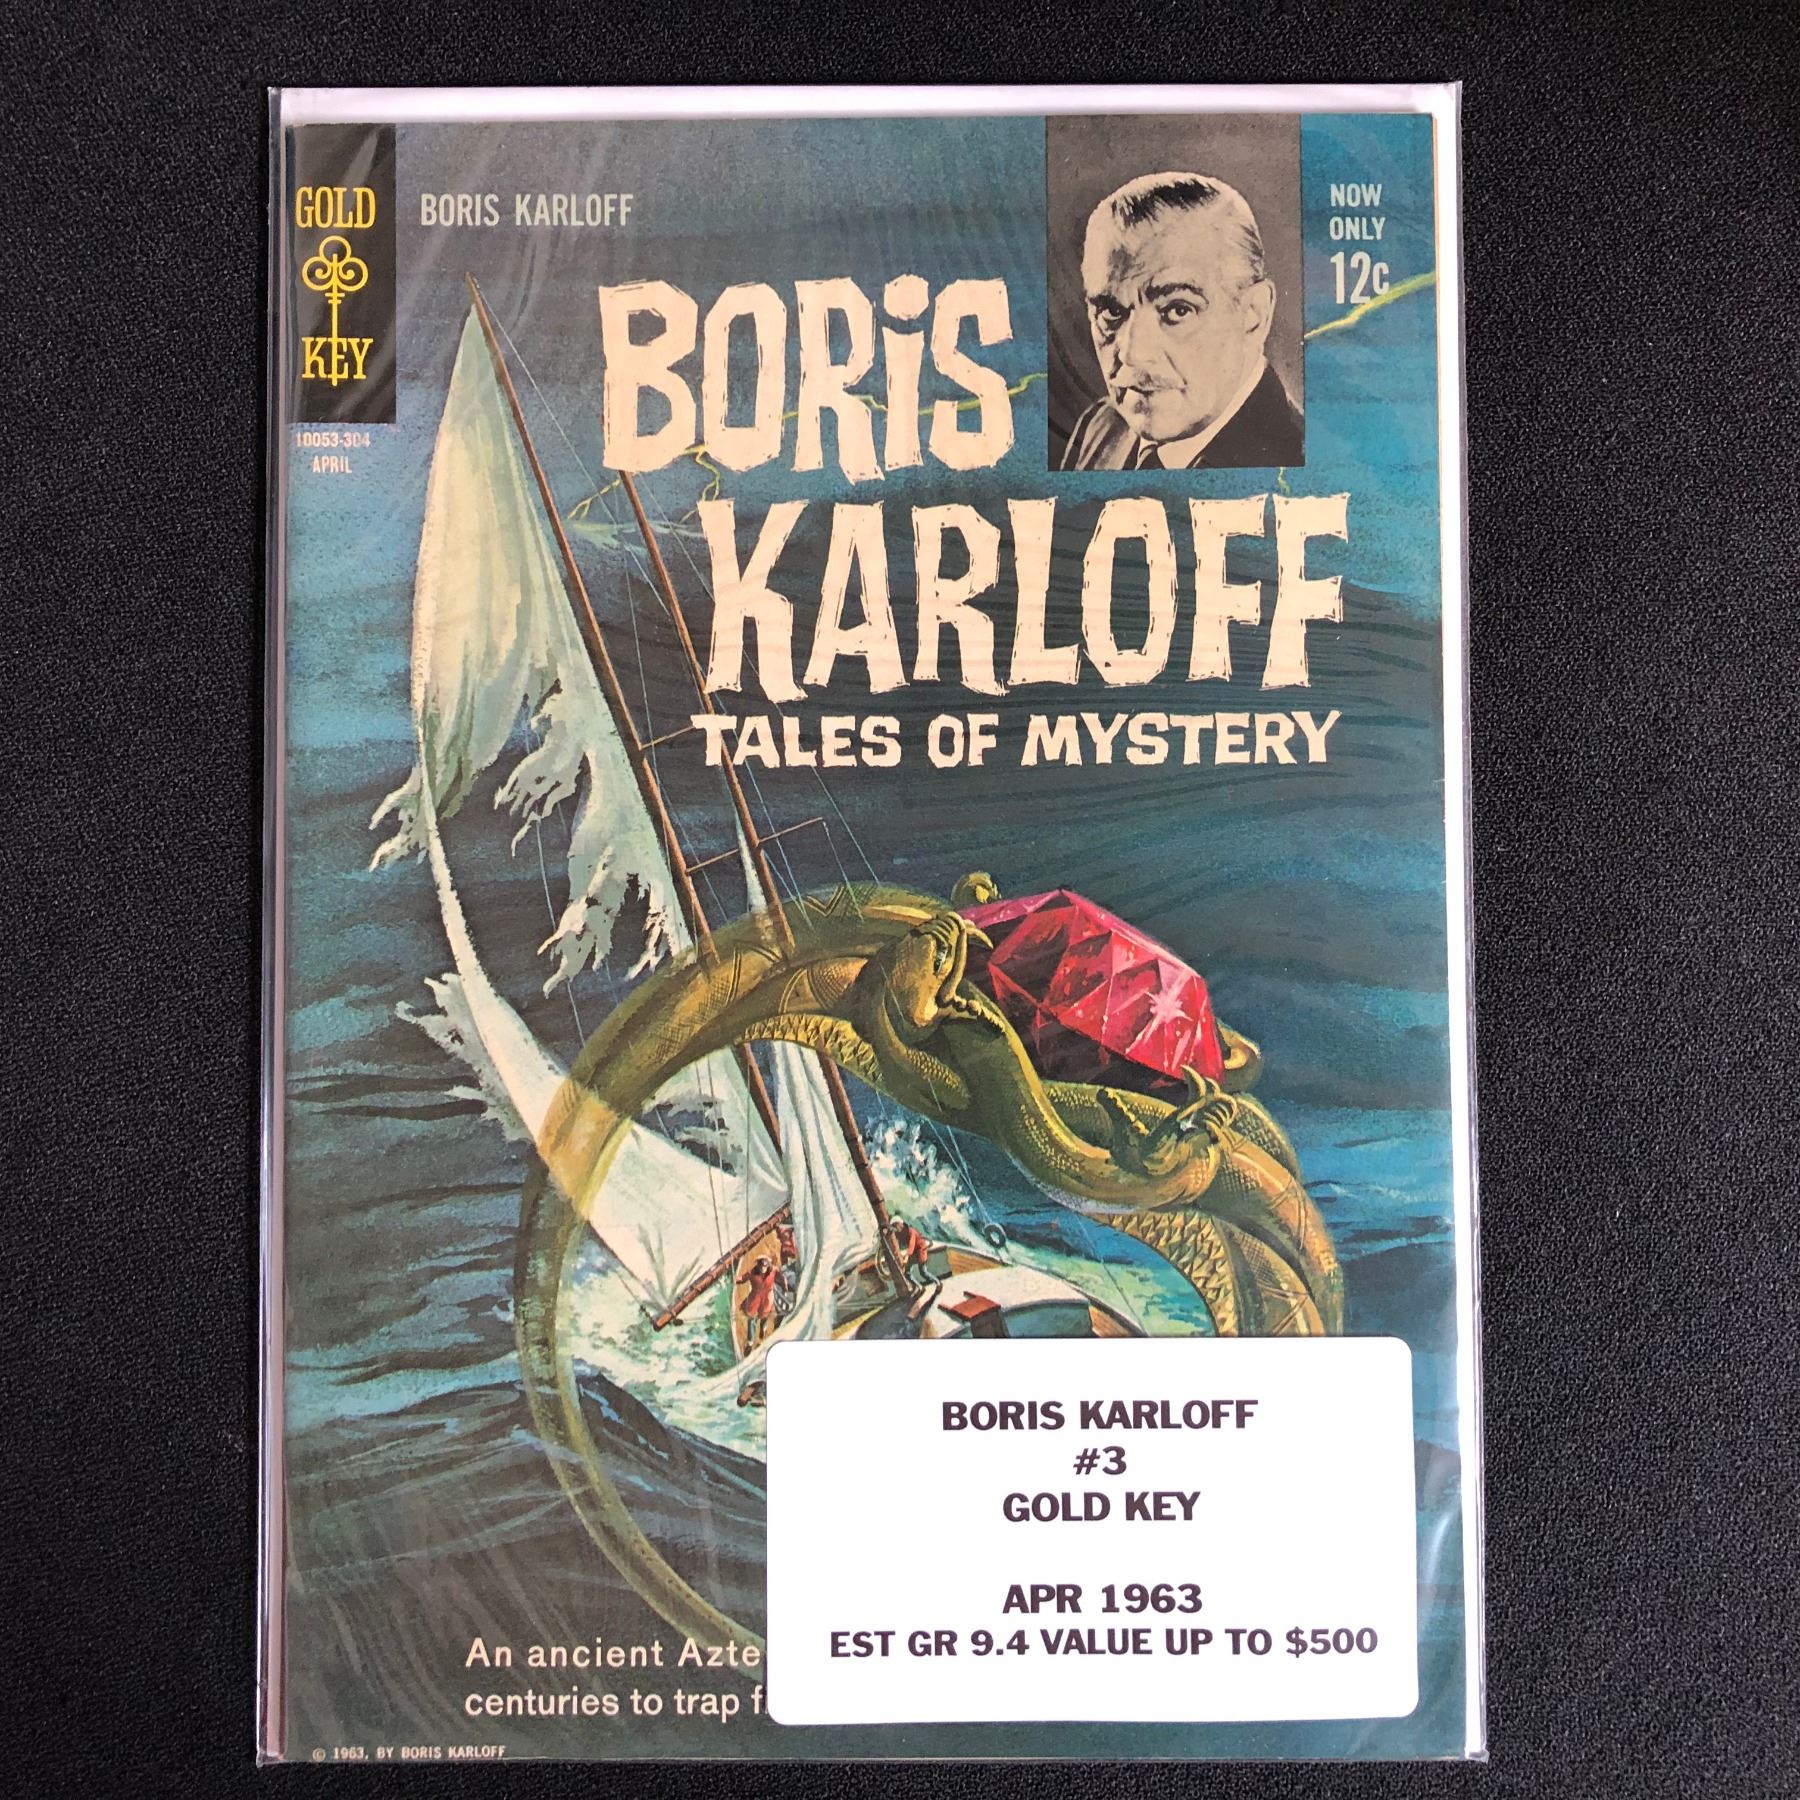 GOLD
KEY
10053-304
APRIL
BORIS KARLOFF
NOW
ONLY
12¢
BORiS
KARLOFF
TALES OF MYSTERY
An ancient Azte
centuries to trap
© 1963, BY BORIS KARLOFF
BORIS KARLOFF
#3
GOLD KEY
APR 1963
EST GR 9.4 VALUE UP TO $500